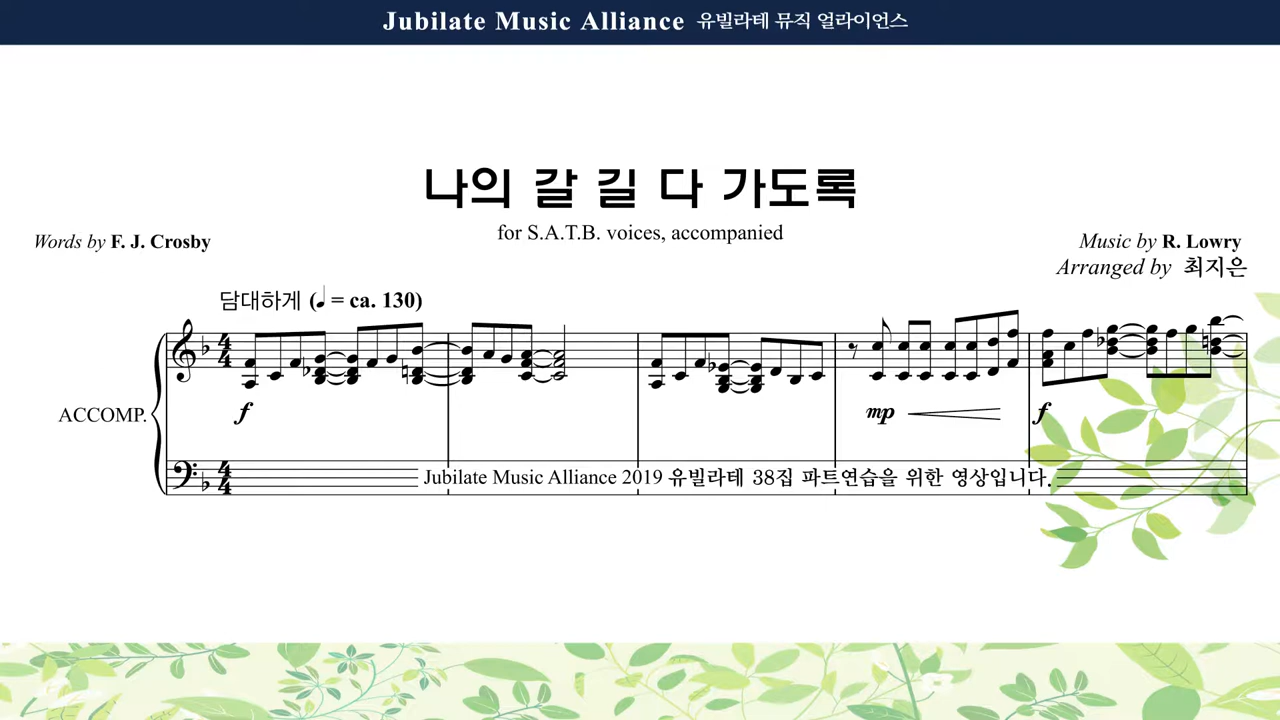 Jubilate Music Alliance 유빌라테 뮤직 얼라이언스
나의 갈 길 다 가도록
for S.A.T.B. voices, accompanied
Words by F. J. Crosby
Music by R. Lowry
Arranged by 최지은
담대하게 (♩ = ca. 130)
ACCOMP.
f
mp
f
Jubilate Music Alliance 2019 유빌라테 38집 파트연습을 위한 영상입니다.